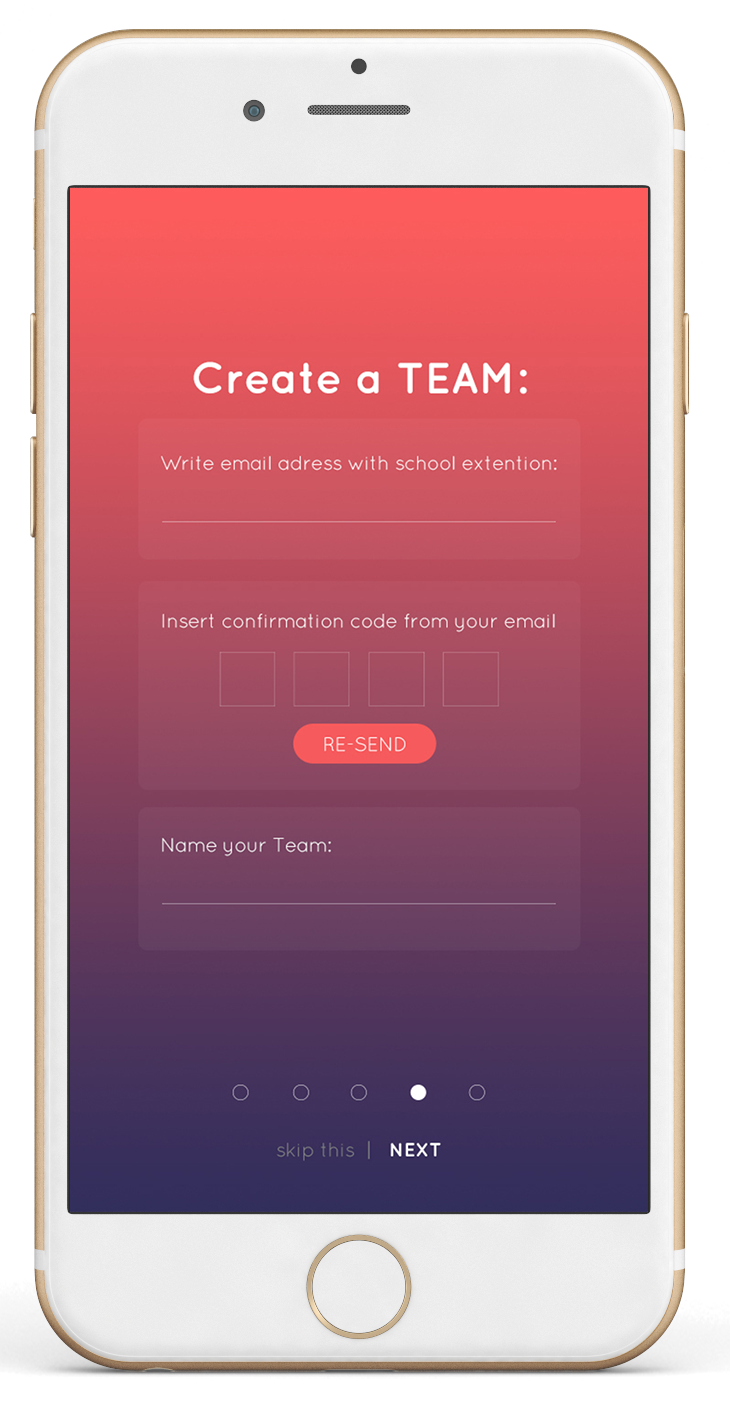 Create a TEAM:
Write email adress with school extention:
Insert confirmation code from your email
RE-SEND
Name your Team:
skip this | NEXT